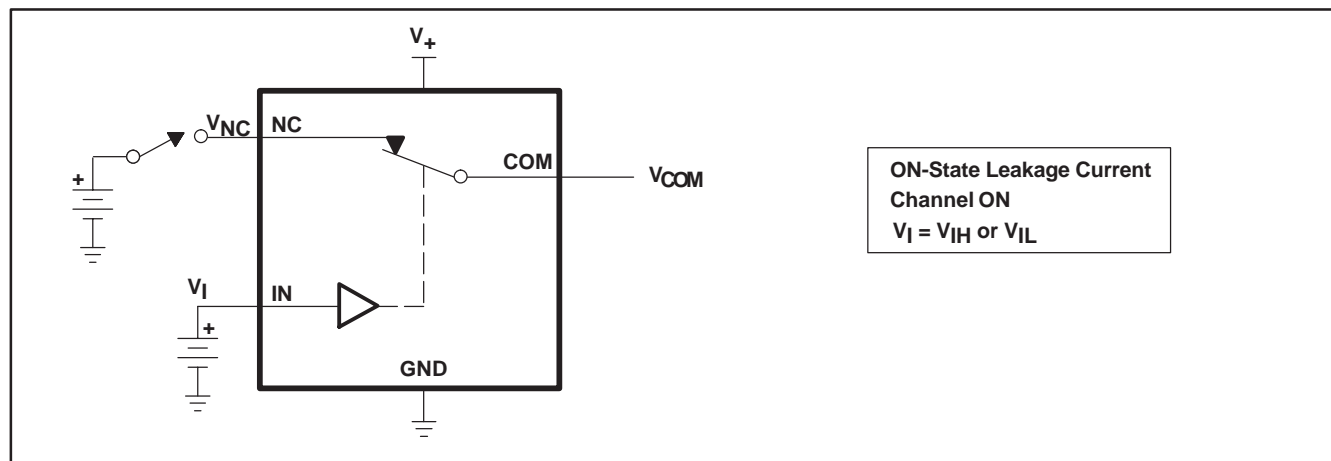 V+
VNC NC
COM
VCOM
+
VI IN
+
GND
ON-State Leakage Current
Channel ON
VI = VIH or VIL